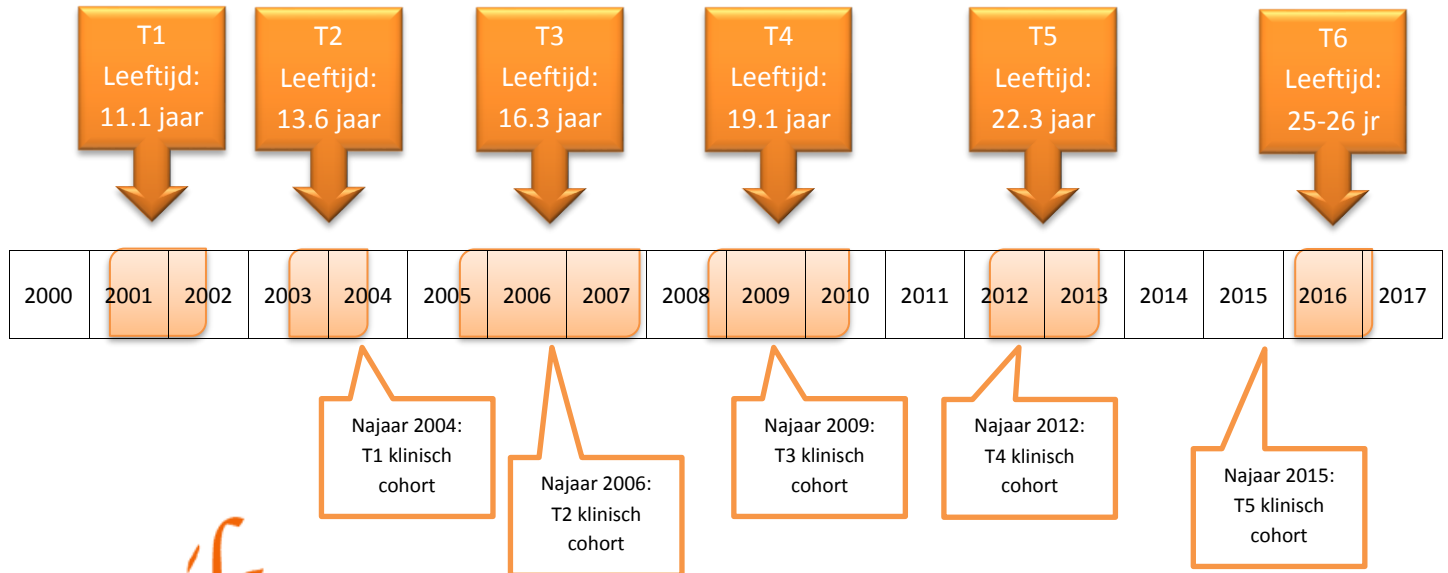 T1
Leeftijd:
11.1 jaar
T2
Leeftijd:
13.6 jaar
T3
Leeftijd:
16.3 jaar
T4
Leeftijd:
19.1 jaar
T5
Leeftijd:
22.3 jaar
T6
Leeftijd:
25-26 jr
2000 2001 2002 2003 2004 2005 2006 2007 2008 2009 2010 2011 2012 2013 2014 2015 2016 2017
Najaar 2004:
T1 klinisch
cohort
Najaar 2006:
T2 klinisch
cohort
Najaar 2009:
T3 klinisch
cohort
Najaar 2012:
T4 klinisch
cohort
Najaar 2015:
T5 klinisch
cohort